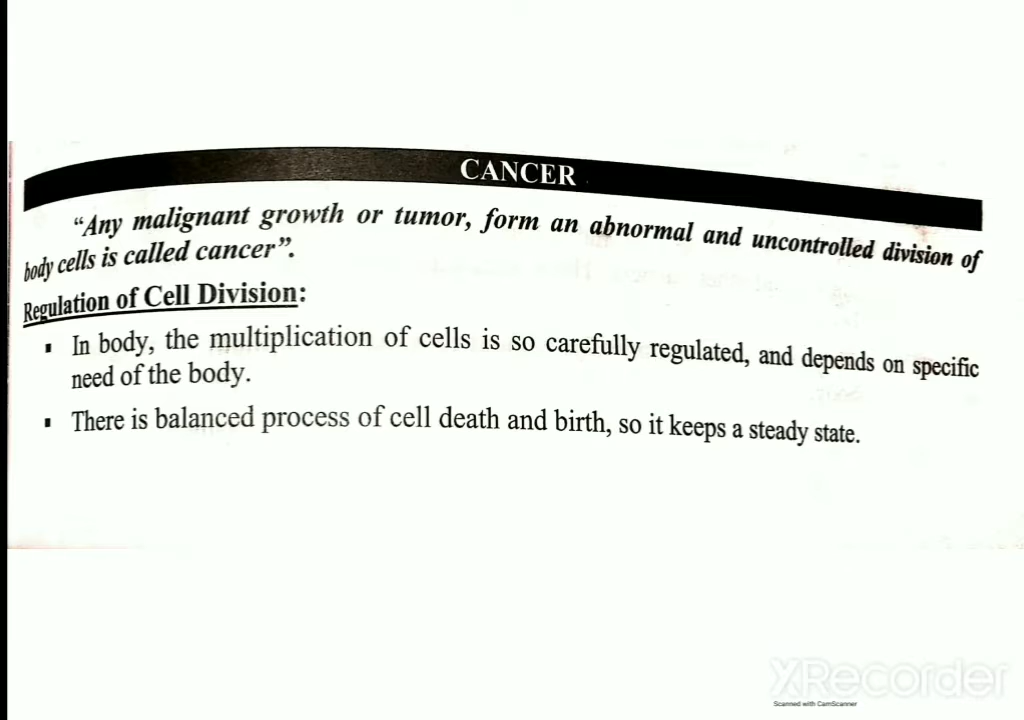 CANCER
"Any malignant growth or tumor, form an abnormal and uncontrolled division of
body cells is called cancer".
Regulation of Cell Division:
▪ In body, the multiplication of cells is so carefully regulated, and depends on specific
need of the body.
▪ There is balanced process of cell death and birth, so it keeps a steady state.
XRecorder
Scanned with CamScanner